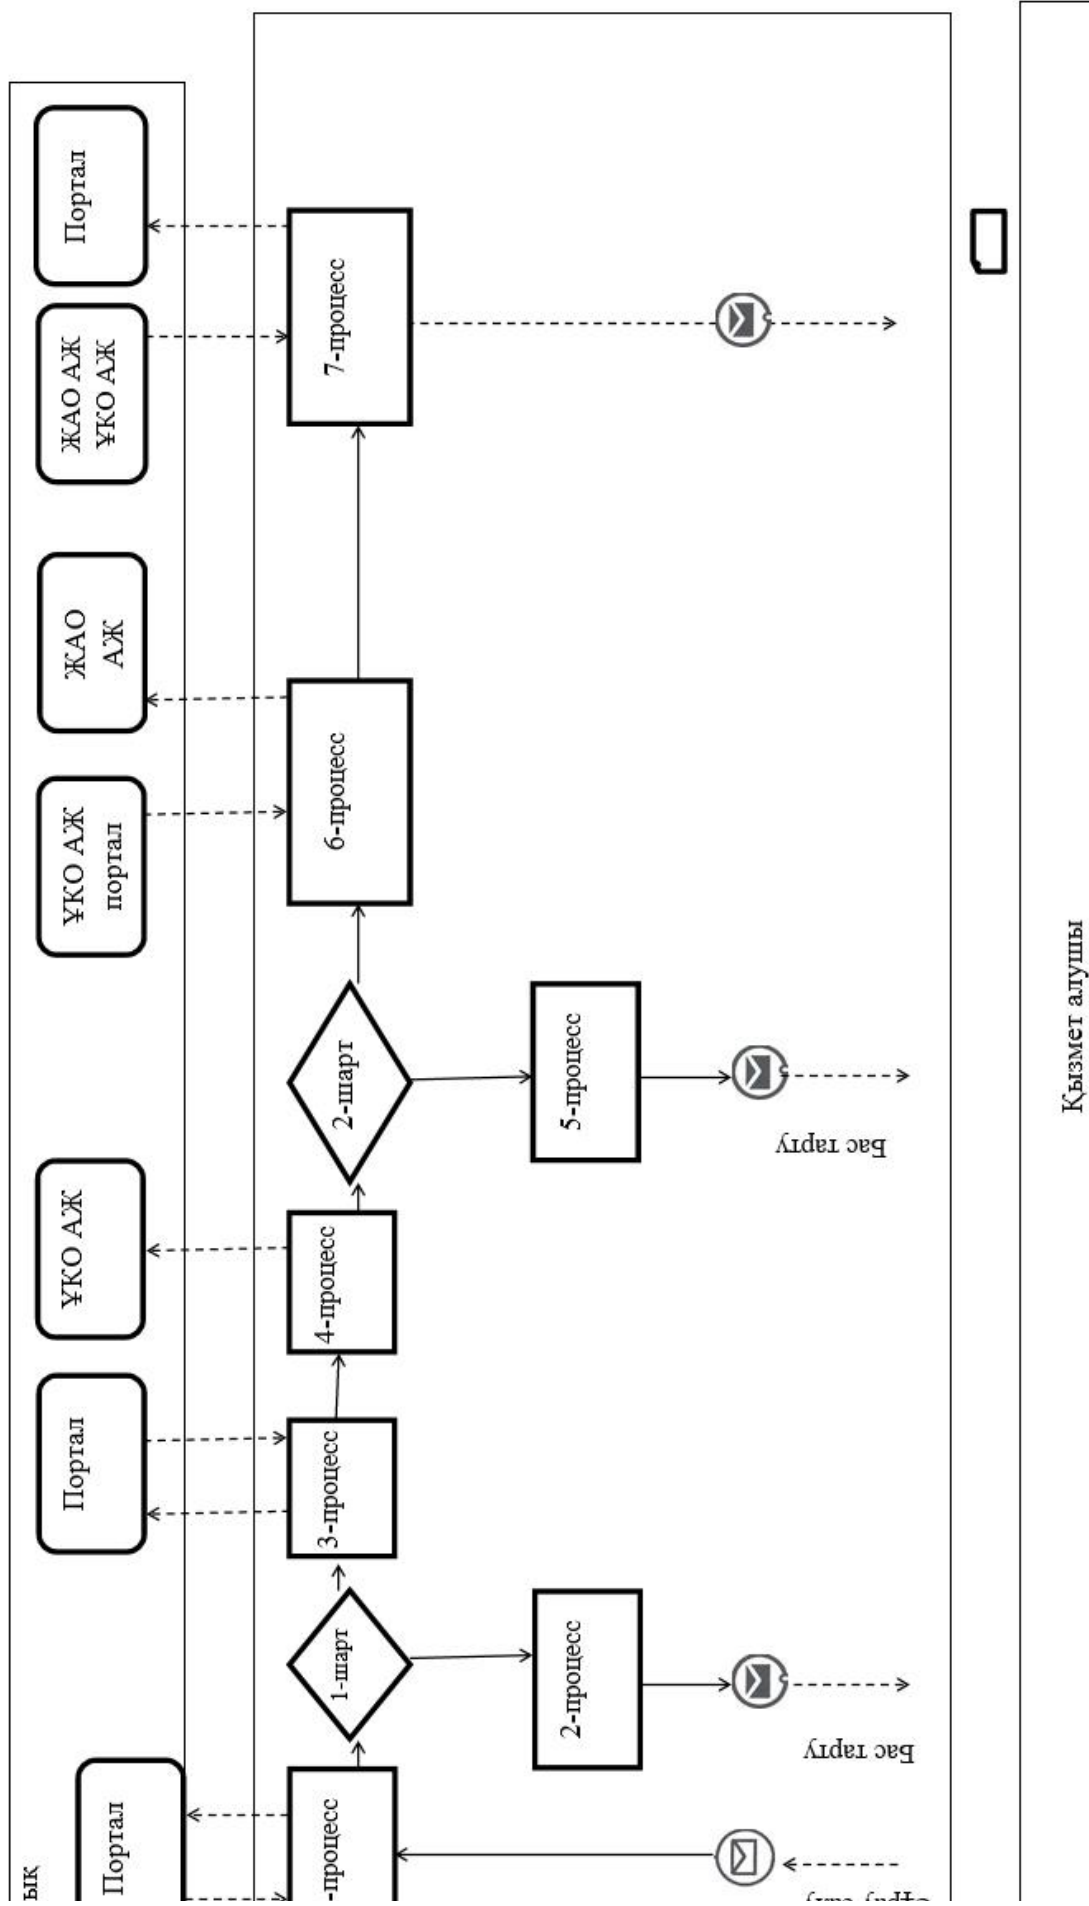 Портал
Портал
ҰКО АЖ
ҰКО АЖ
портал
ЖАО
АЖ
ЖАО АЖ
ҰКО АЖ
Портал
-процесс
1-шарт
3-процесс
4-процесс
2-шарт
6-процесс
7-процесс
2-процесс
5-процесс
Бас тарту
Бас тарту
Қызмет алушы